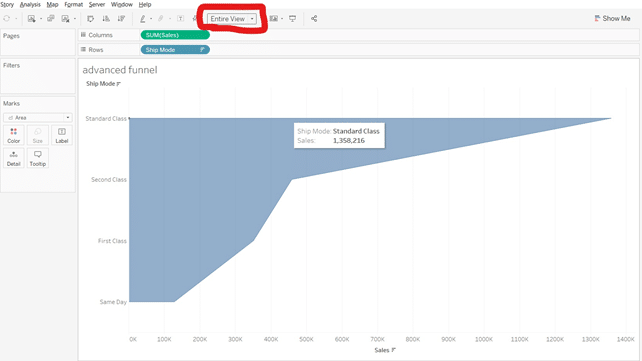 Story Analysis Map Format Server Window Help
Entire View
Show Me
Pages
Columns SUM(Sales)
Rows Ship Mode
Filters
advanced funnel
Ship Mode
Marks
Area
Color Size Label
Detail Tooltip
Standard Class
Ship Mode: Standard Class
Sales: 1,358,216
Second Class
First Class
Same Day
0K 100K 200K 300K 400K 500K 600K 700K 800K 900K 1000K 1100K 1200K 1300K 1400K
Sales